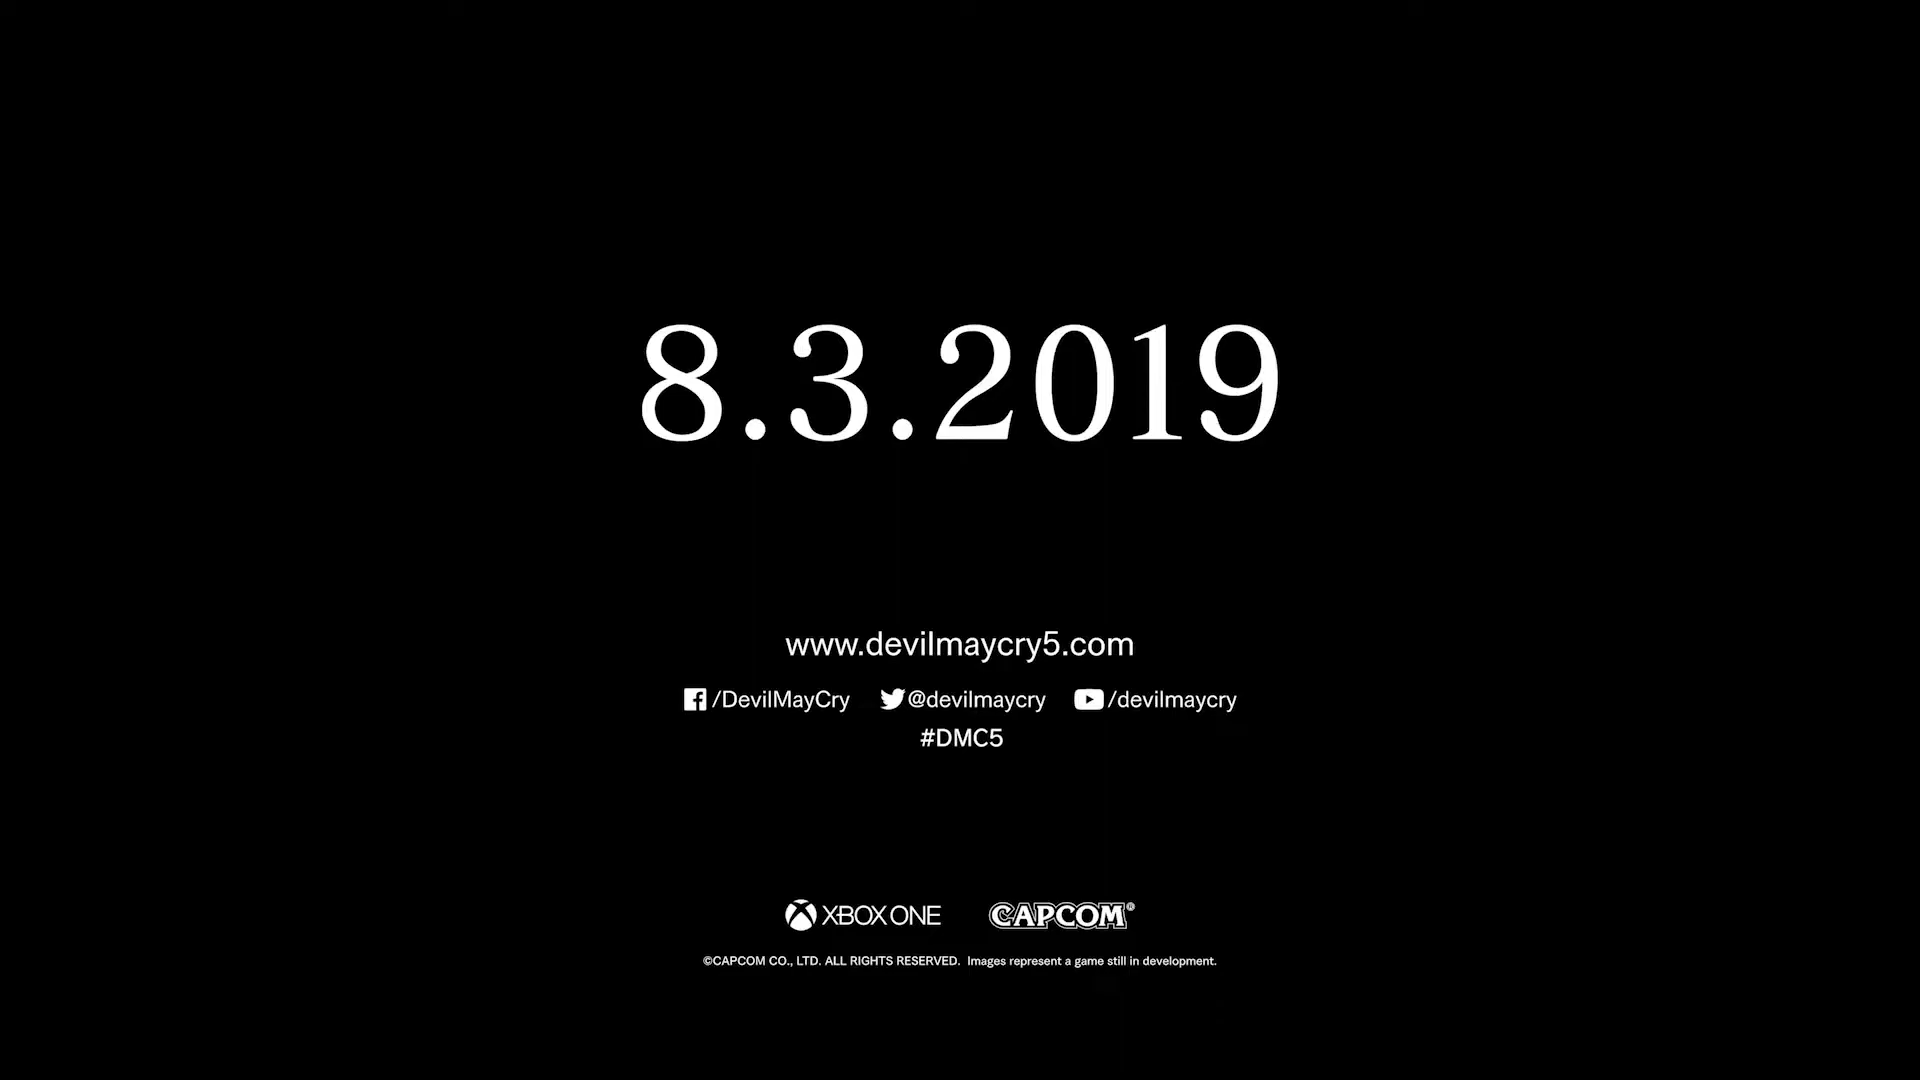 8.3.2019
www.devilmaycry5.com
/DevilMayCry @devilmaycry /devilmaycry
#DMC5
XBOX ONE CAPCOM®
©CAPCOM CO., LTD. ALL RIGHTS RESERVED. Images represent a game still in development.